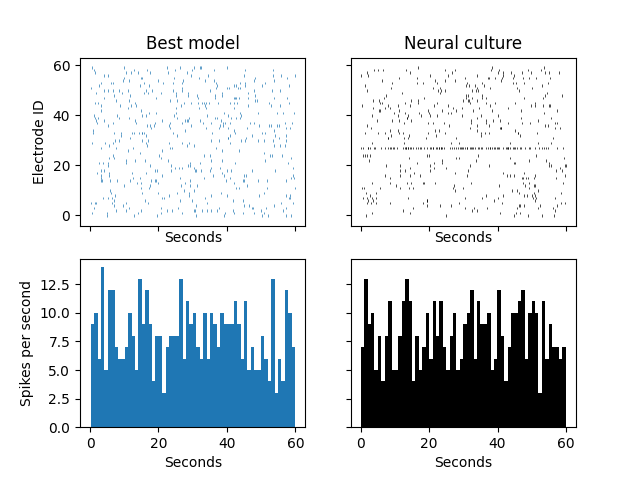 Best model
Neural culture
60
40
20
0
Electrode ID
Seconds
Seconds
12.5
10.0
7.5
5.0
2.5
0.0
Spikes per second
0 20 40 60
0 20 40 60
Seconds
Seconds